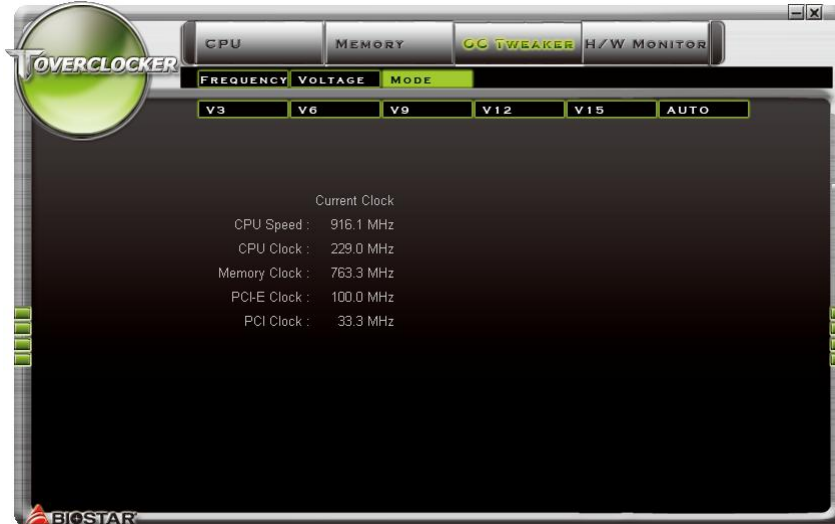 TOVERCLOCKER
CPU MEMORY OC TWEAKER H/W MONITOR
FREQUENCY VOLTAGE MODE
V3 V6 V9 V12 V15 AUTO
Current Clock
CPU Speed : 916.1 MHz
CPU Clock : 229.0 MHz
Memory Clock : 763.3 MHz
PCI-E Clock : 100.0 MHz
PCI Clock : 33.3 MHz
BIOSTAR